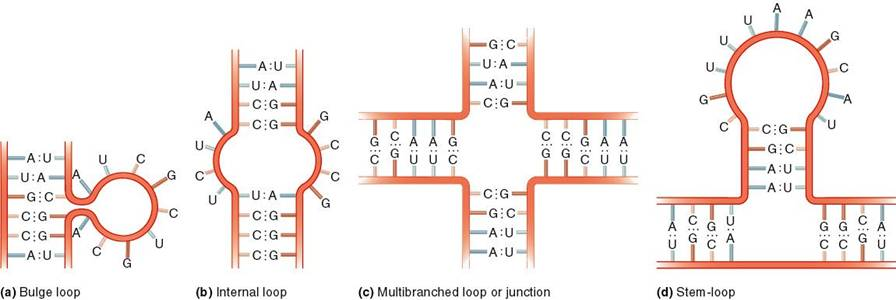 A:U
U:A
G:C
C:G
C:G
A:U
A U C G C U G C A
(a) Bulge loop
A:U
U:A
C:G
C:G
A U C U
G C C G
U:A
C:G
C:G
C:G
(b) Internal loop
G:C
U:A
A:U
C:G
G C A A G
C G U U C
C C G A A
G G C U U
C:G
G:C
A:U
A:U
(c) Multibranched loop or junction
C G U U U A A G C A U
C:G
G:C
A:U
A:U
A C G U
U G C A
G G C A
C C G U
(d) Stem-loop